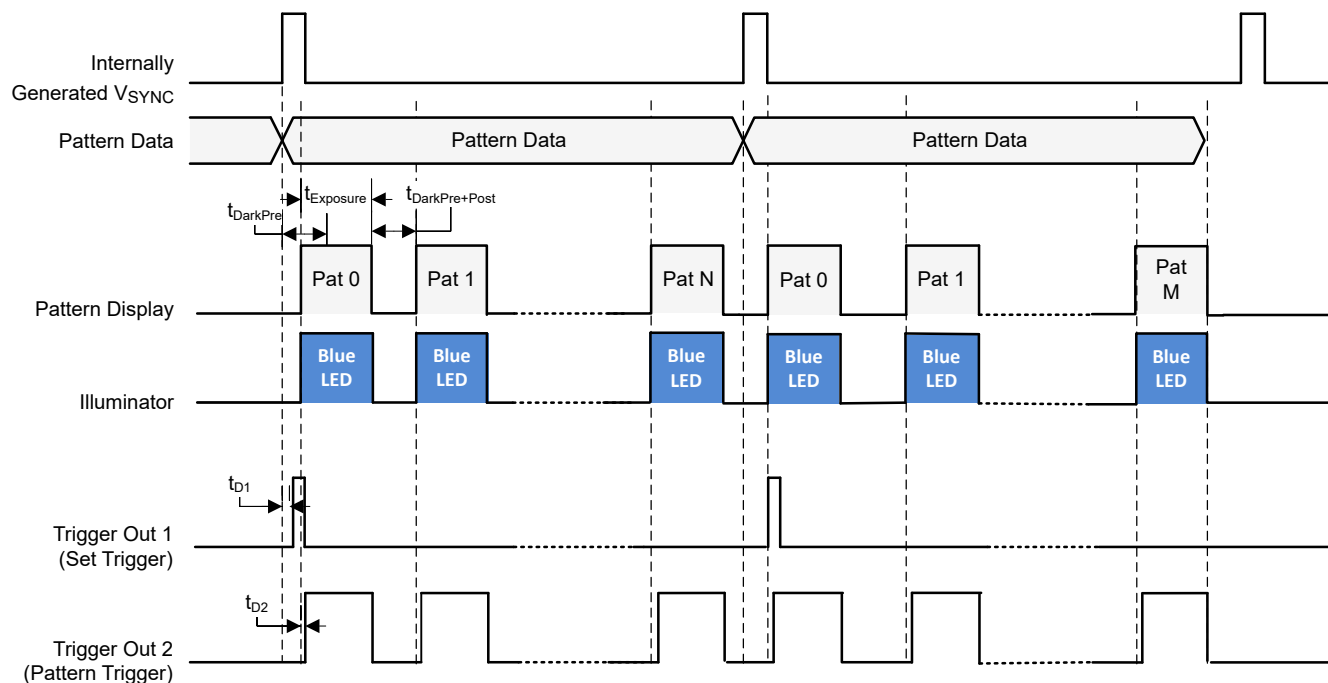 Internally
Generated VSYNC
Pattern Data
Pattern Data
Pattern Data
tExposure
tDarkPre+Post
tDarkPre
Pattern Display
Pat 0
Pat 1
Pat N
Pat 0
Pat 1
Pat
M
Illuminator
Blue
LED
Blue
LED
Blue
LED
Blue
LED
Blue
LED
Blue
LED
tD1
Trigger Out 1
(Set Trigger)
tD2
Trigger Out 2
(Pattern Trigger)